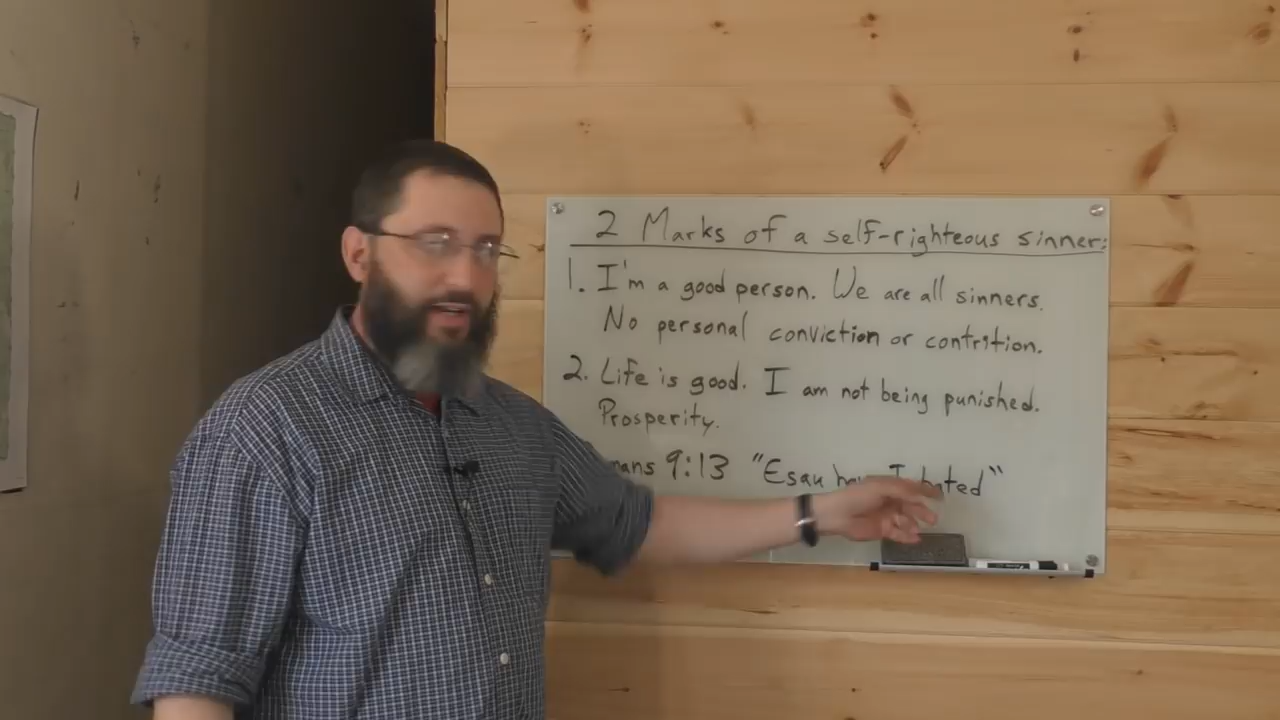 2 Marks of a self-righteous sinner:
1. I'm a good person. We are all sinners.
No personal conviction or contrition.
2. Life is good. I am not being punished.
Prosperity.
mans 9:13 "Esau I hated"